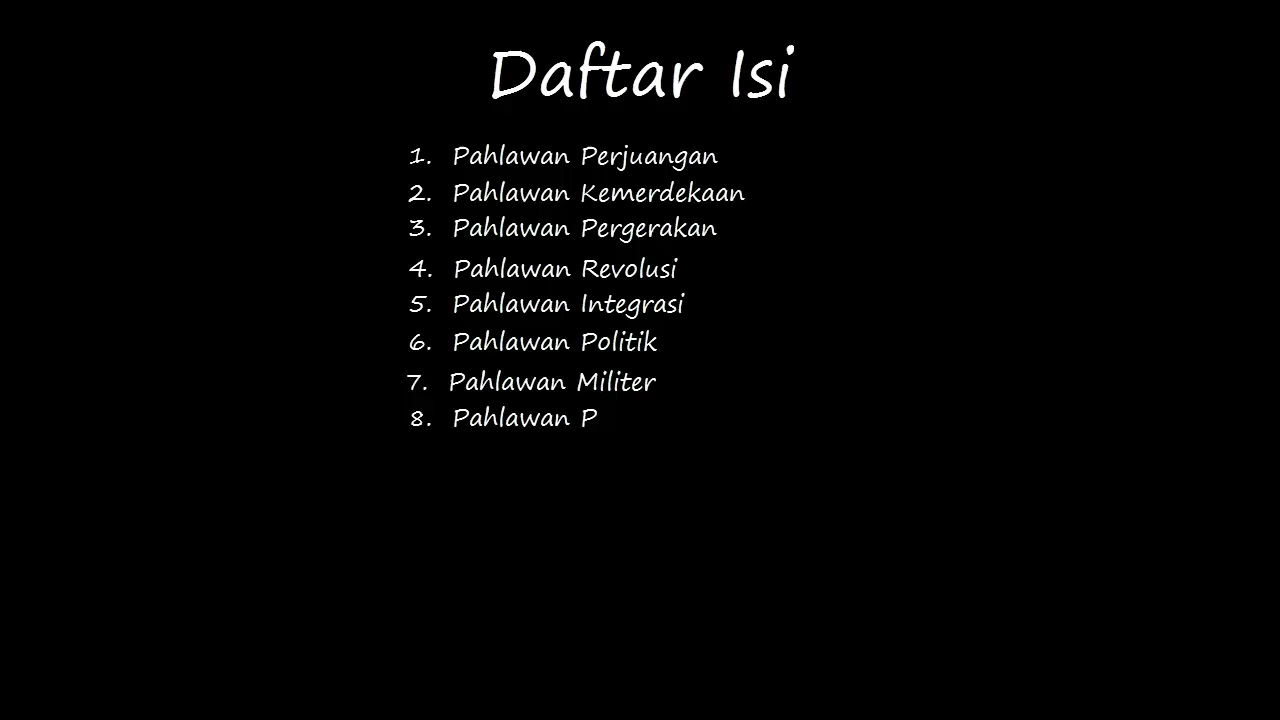 Daftar Isi
1. Pahlawan Perjuangan
2. Pahlawan Kemerdekaan
3. Pahlawan Pergerakan
4. Pahlawan Revolusi
5. Pahlawan Integrasi
6. Pahlawan Politik
7. Pahlawan Militer
8. Pahlawan P